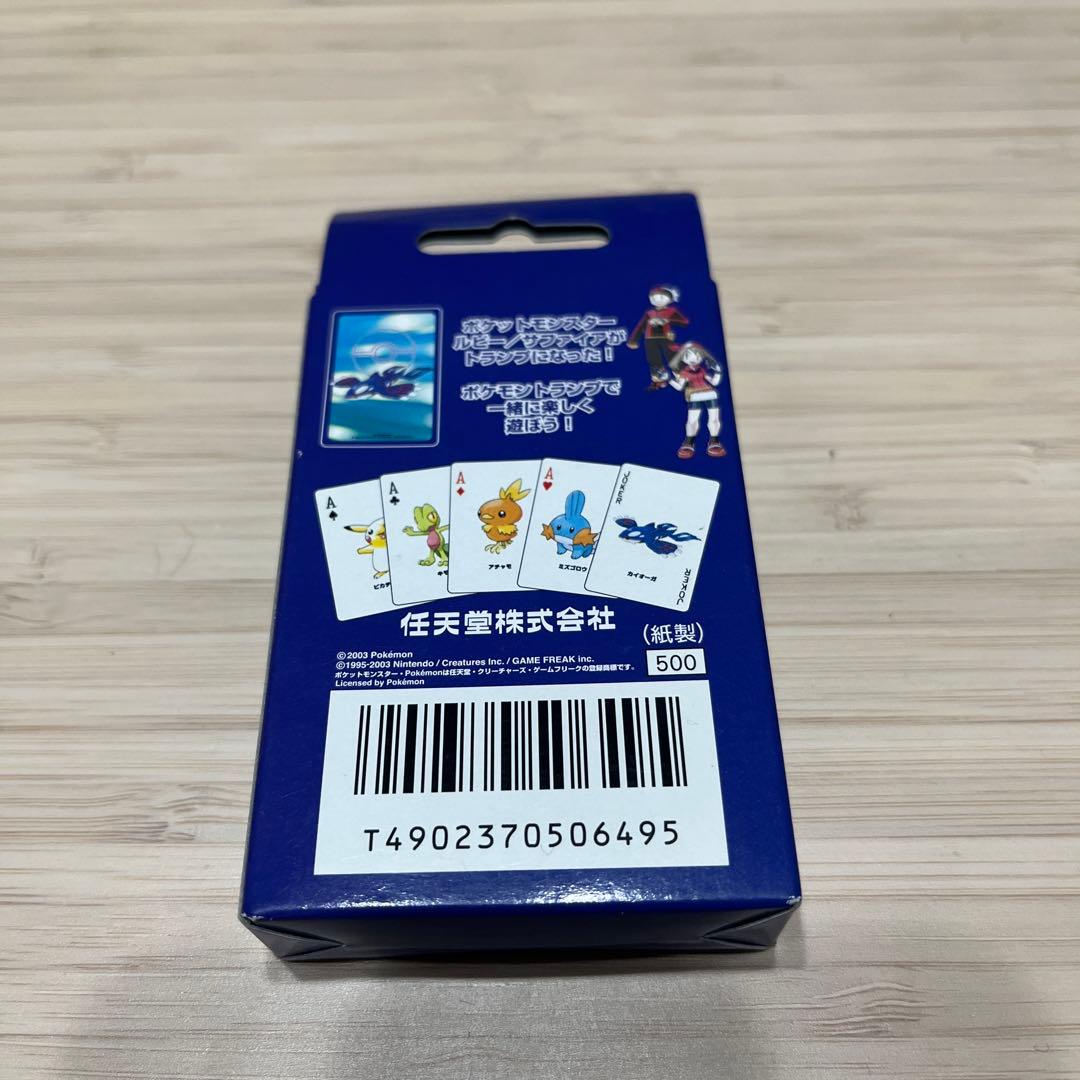 ポケットモンスター
ルビー/サファイアが
トランプになった!
ポケモントランプで
一緒に楽しく
遊ぼう!
A
A
A
A
JOKER
アチャモ
ミズゴロウ
カイオーガ
JOKER
任天堂株式会社
(紙製)
500
©2003 Pokémon
©1995-2003 Nintendo / Creatures Inc. / GAME FREAK inc.
ポケットモンスター・Pokémonは任天堂・クリーチャーズ・ゲームフリークの登録商標です。
Licensed by Pokémon
T4902370506495